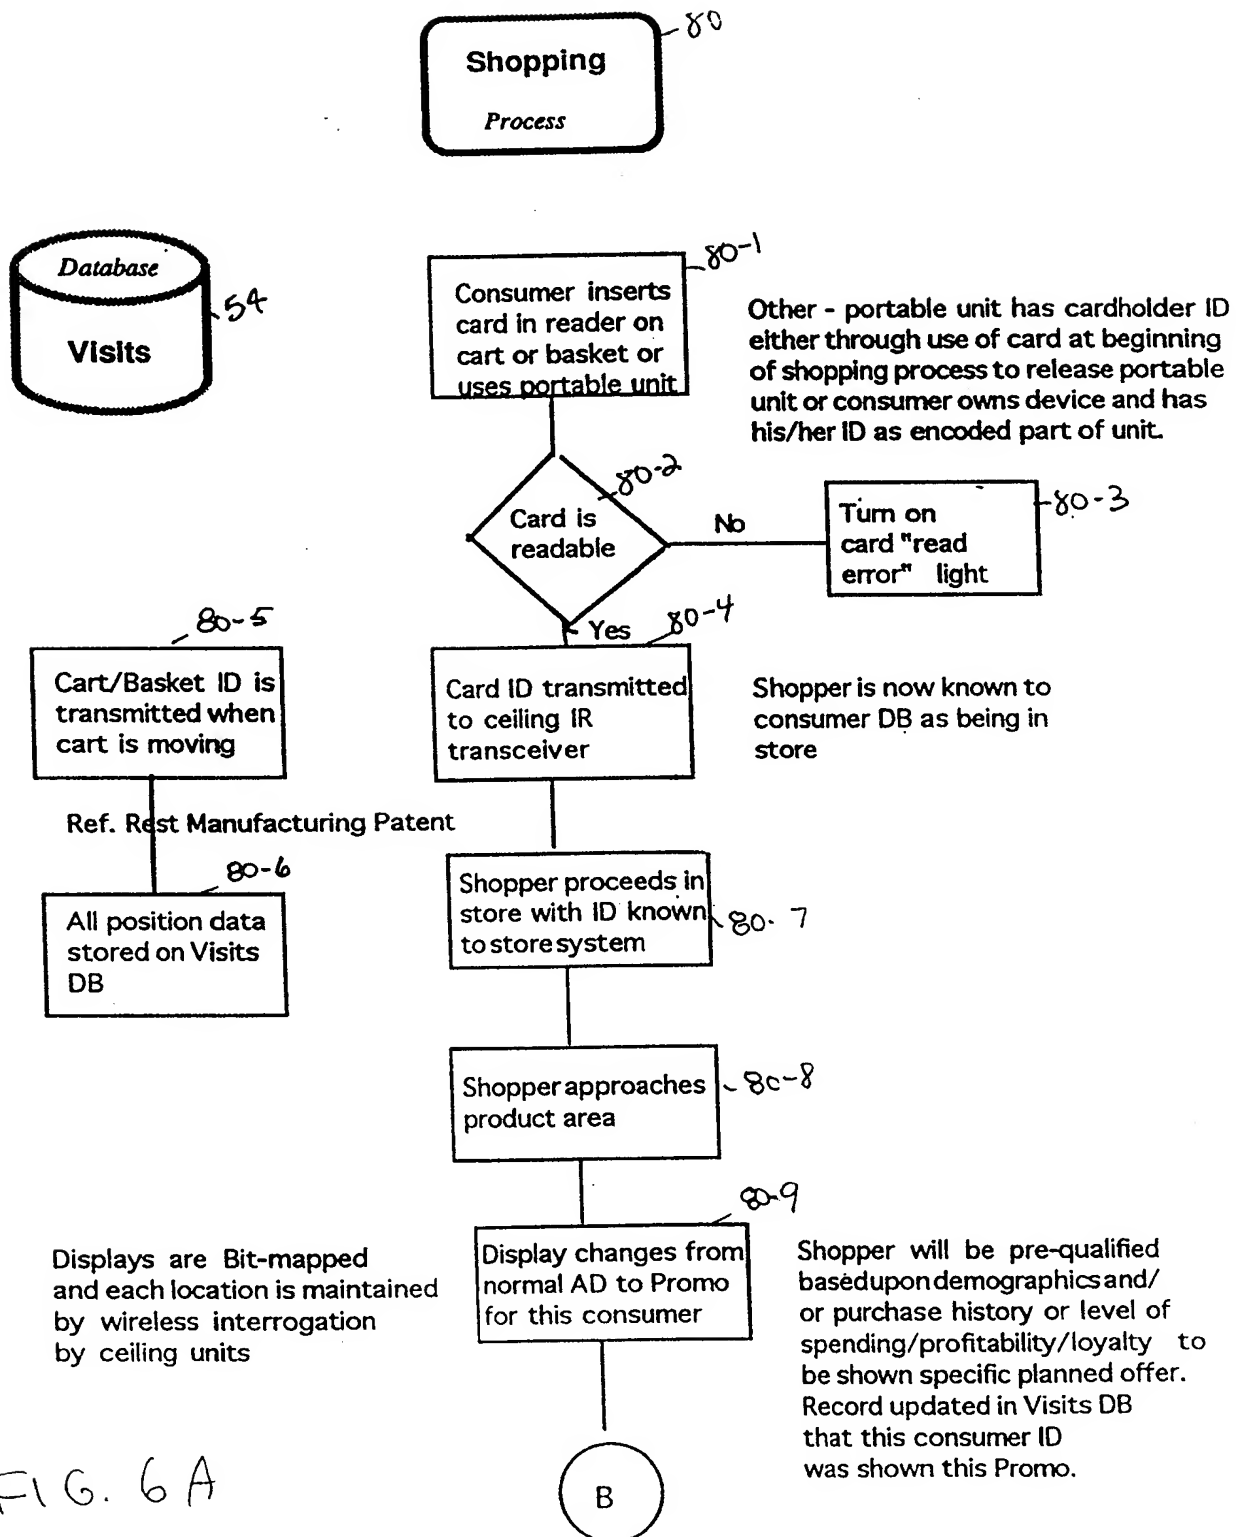 80
Shopping
Process
Database
Visits
54
80-1
Consumer inserts
card in reader on
cart or basket or
uses portable unit
Other - portable unit has cardholder ID
either through use of card at beginning
of shopping process to release portable
unit or consumer owns device and has
his/her ID as encoded part of unit.
80-2
Card is
readable
No
80-3
Turn on
card "read
error" light
Yes
80-4
Card ID transmitted
to ceiling IR
transceiver
Shopper is now known to
consumer DB as being in
store
80-5
Cart/Basket ID is
transmitted when
cart is moving
Ref. Rest Manufacturing Patent
80-6
All position data
stored on Visits
DB
Shopper proceeds in
store with ID known
to store system
80-7
Shopper approaches
product area
80-8
80-9
Display changes from
normal AD to Promo
for this consumer
Displays are Bit-mapped
and each location is maintained
by wireless interrogation
by ceiling units
Shopper will be pre-qualified
based upon demographics and/
or purchase history or level of
spending/profitability/loyalty to
be shown specific planned offer.
Record updated in Visits DB
that this consumer ID
was shown this Promo.
B
FIG. 6A